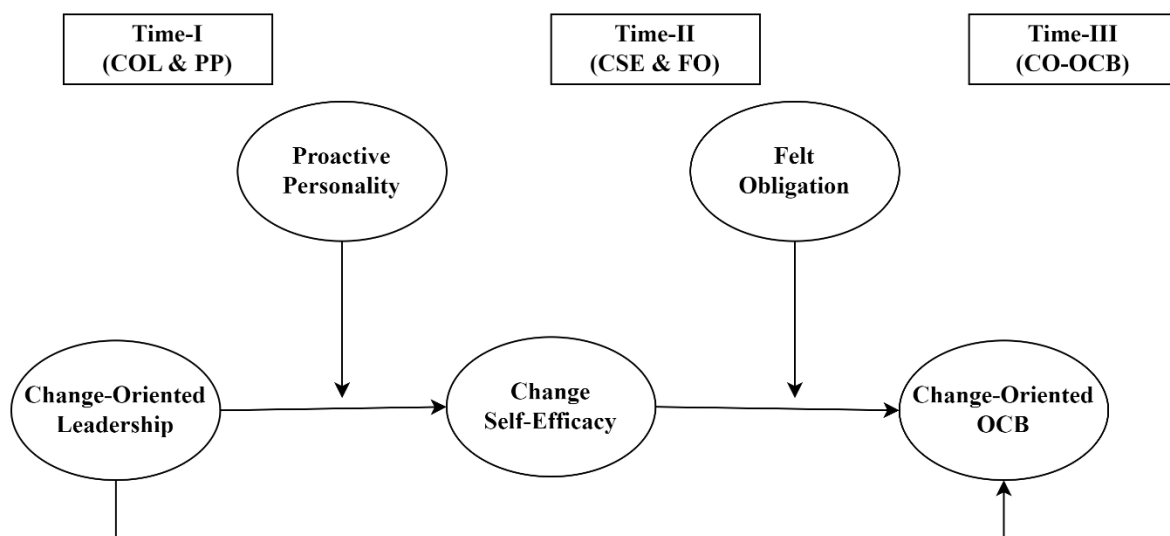 Time-I
(COL & PP)
Time-II
(CSE & FO)
Time-III
(CO-OCB)
Proactive
Personality
Felt
Obligation
Change-Oriented
Leadership
Change
Self-Efficacy
Change-Oriented
OCB